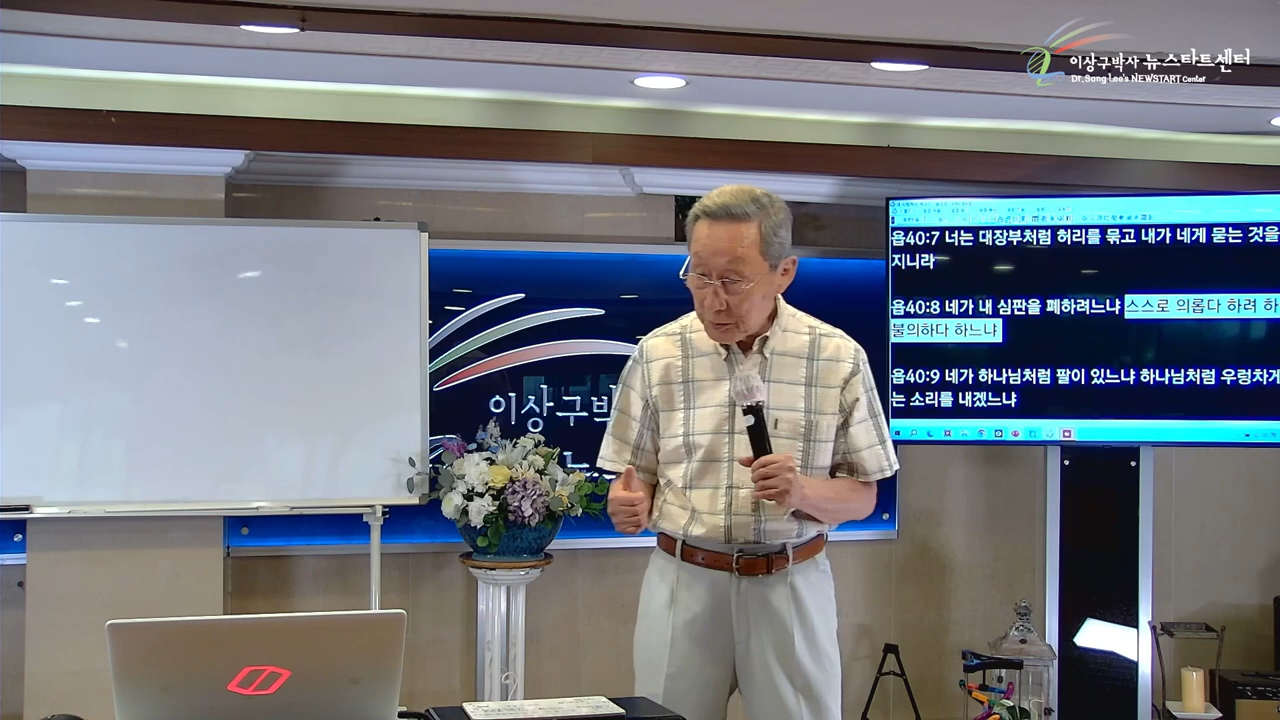 이상구박사 뉴스타트센터
Dr. Sang Lee's NEWSTART Center
욥40:7 너는 대장부처럼 허리를 묶고 내가 네게 묻는 것을
지니라
욥40:8 네가 내 심판을 폐하려느냐 스스로 의롭다 하려 하
불의하다 하느냐
욥40:9 네가 하나님처럼 팔이 있느냐 하나님처럼 우렁차게
는 소리를 내겠느냐
이상구박